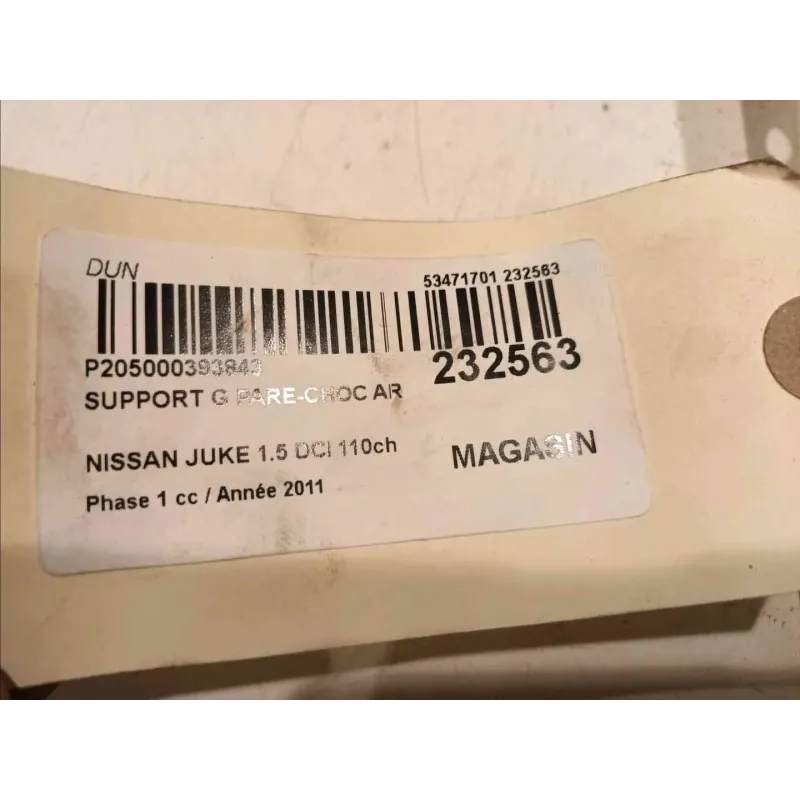 DUN
53471701 232563
P205000393843
232563
SUPPORT G PARE-CHOC AR
NISSAN JUKE 1.5 DCI 110ch
MAGASIN
Phase 1 cc / Année 2011